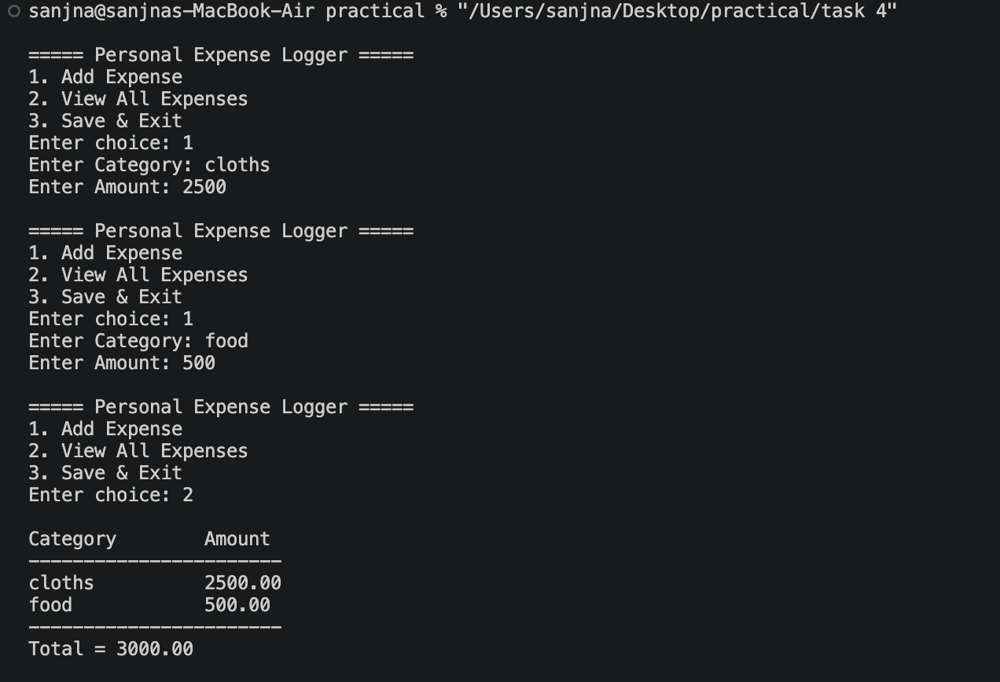 sanjna@sanjnas-MacBook-Air practical % "/Users/sanjna/Desktop/practical/task 4"
===== Personal Expense Logger =====
1. Add Expense
2. View All Expenses
3. Save & Exit
Enter choice: 1
Enter Category: cloths
Enter Amount: 2500
===== Personal Expense Logger =====
1. Add Expense
2. View All Expenses
3. Save & Exit
Enter choice: 1
Enter Category: food
Enter Amount: 500
===== Personal Expense Logger =====
1. Add Expense
2. View All Expenses
3. Save & Exit
Enter choice: 2
Category        Amount
-----------------------
cloths          2500.00
food            500.00
-----------------------
Total = 3000.00